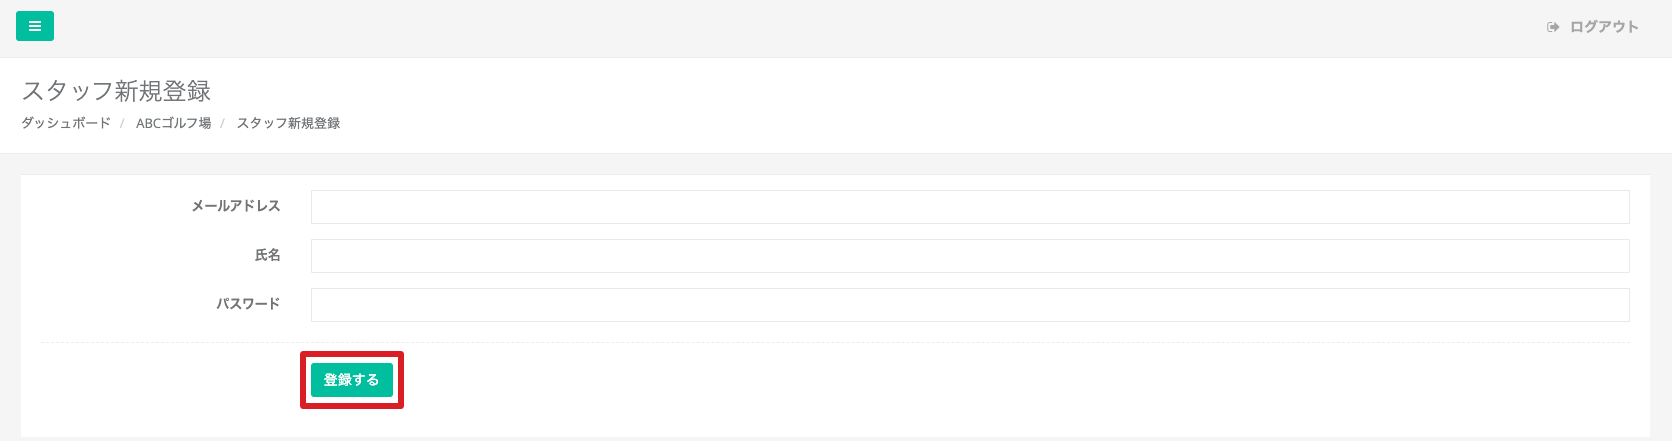 ログアウト
スタッフ新規登録
ダッシュボード / ABCゴルフ場 / スタッフ新規登録
メールアドレス
氏名
パスワード
登録する